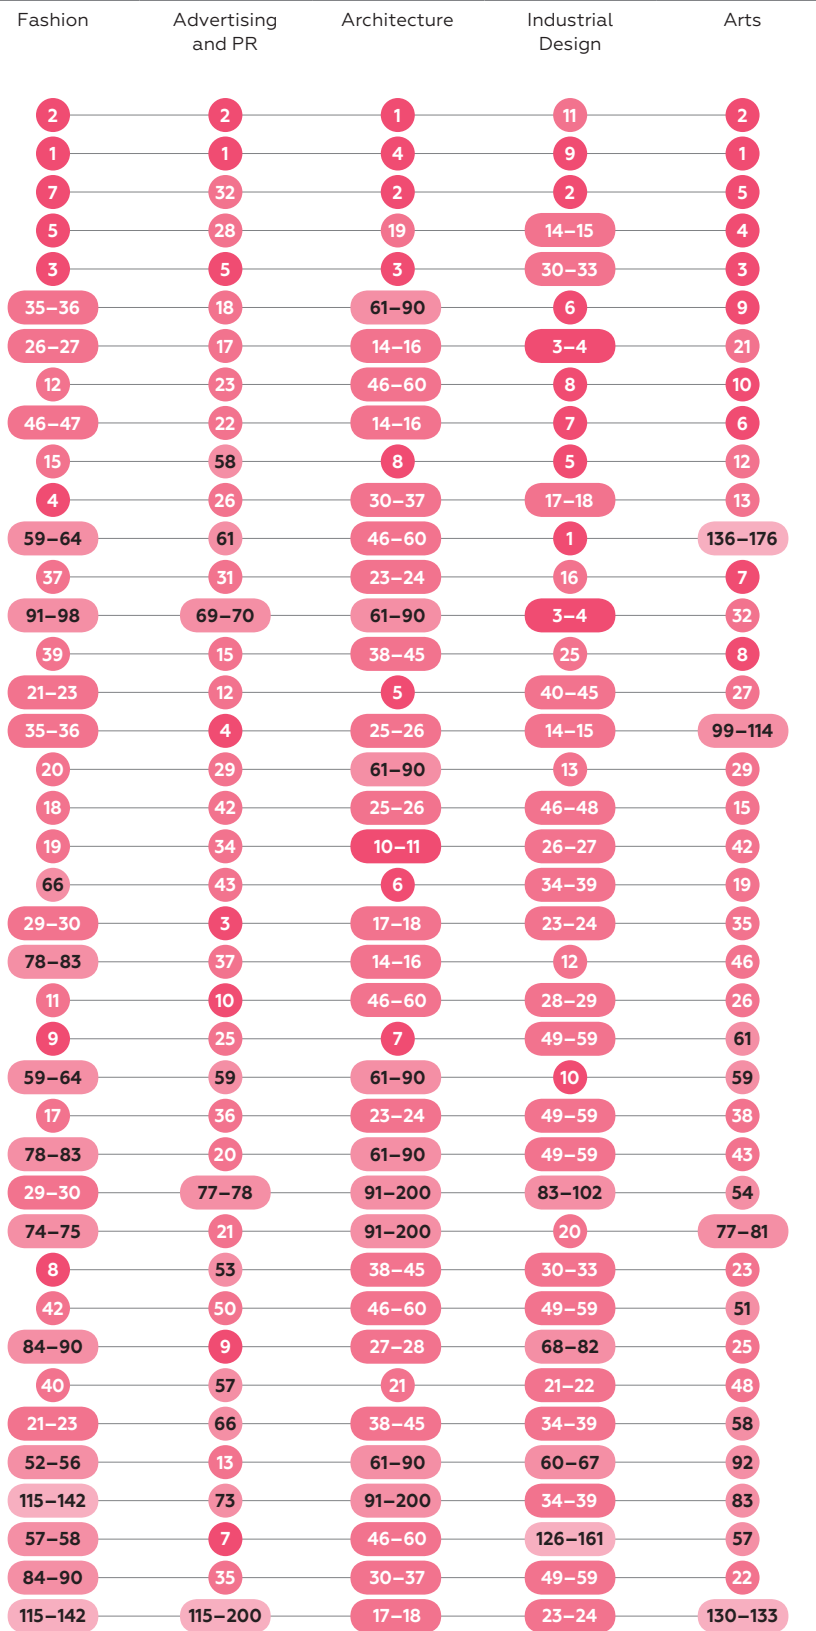 Fashion Advertising and PR Architecture Industrial Design Arts
2 2 1 11 2
1 1 4 9 1
7 32 2 2 5
5 28 19 14–15 4
3 5 3 30–33 3
35–36 18 61–90 6 9
26–27 17 14–16 3–4 21
12 23 46–60 8 10
46–47 22 14–16 7 6
15 58 8 5 12
4 26 30–37 17–18 13
59–64 61 46–60 1 136–176
37 31 23–24 16 7
91–98 69–70 61–90 3–4 32
39 15 38–45 25 8
21–23 12 5 40–45 27
35–36 4 25–26 14–15 99–114
20 29 61–90 13 29
18 42 25–26 46–48 15
19 34 10–11 26–27 42
66 43 6 34–39 19
29–30 3 17–18 23–24 35
78–83 37 14–16 12 46
11 10 46–60 28–29 26
9 25 7 49–59 61
59–64 59 61–90 10 59
17 36 23–24 49–59 38
78–83 20 61–90 49–59 43
29–30 77–78 91–200 83–102 54
74–75 21 91–200 20 77–81
8 53 38–45 30–33 23
42 50 46–60 49–59 51
84–90 9 27–28 68–82 25
40 57 21 21–22 48
21–23 66 38–45 34–39 58
52–56 13 61–90 60–67 92
115–142 73 91–200 34–39 83
57–58 7 46–60 126–161 57
84–90 35 30–37 49–59 22
115–142 115–200 17–18 23–24 130–133